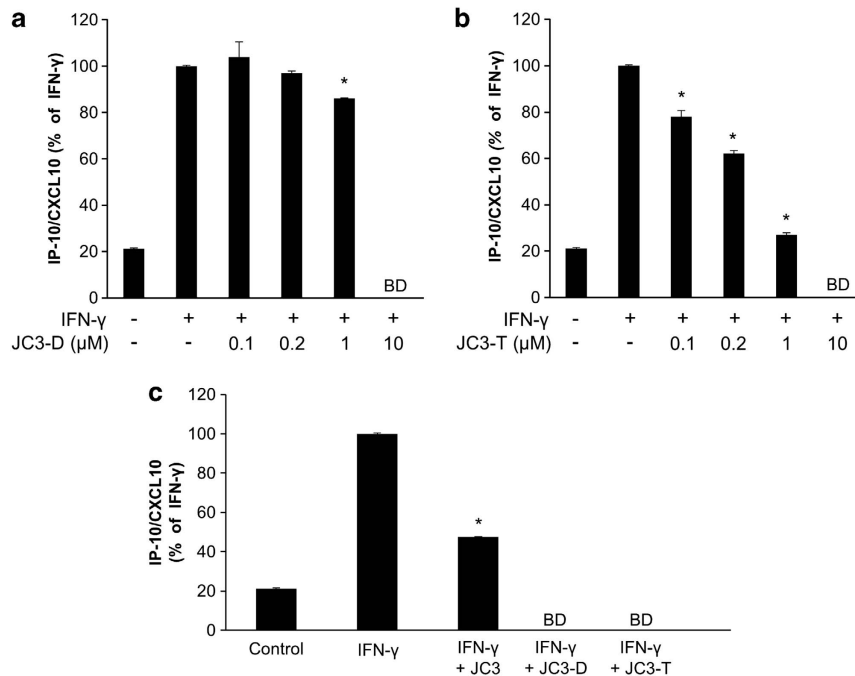 a
IP-10/CXCL10 (% of IFN-γ)
120
100
80
60
40
20
0
*
BD
IFN-γ - + + + + +
JC3-D (µM) - - 0.1 0.2 1 10
b
IP-10/CXCL10 (% of IFN-γ)
120
100
80
60
40
20
0
*
*
*
BD
IFN-γ - + + + + +
JC3-T (µM) - - 0.1 0.2 1 10
c
IP-10/CXCL10
(% of IFN-γ)
120
100
80
60
40
20
0
*
BD BD
Control IFN-γ IFN-γ IFN-γ IFN-γ
+ JC3 + JC3-D + JC3-T